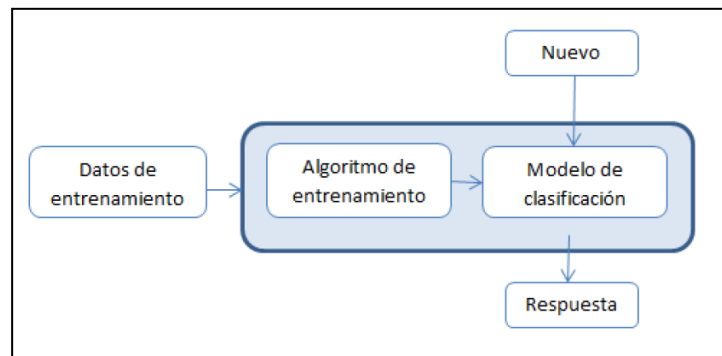 Nuevo
Datos de
entrenamiento
Algoritmo de
entrenamiento
Modelo de
clasificación
Respuesta